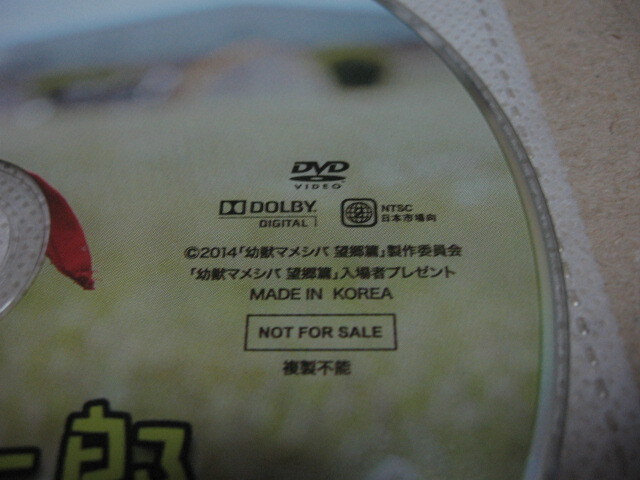 DVD
VIDEO
DOLBY
DIGITAL
2
NTSC
日本市場向
©2014「幼獣マメシバ 望郷篇」製作委員会
「幼獣マメシバ 望郷篇」入場者プレゼント
MADE IN KOREA
NOT FOR SALE
複製不能
郎